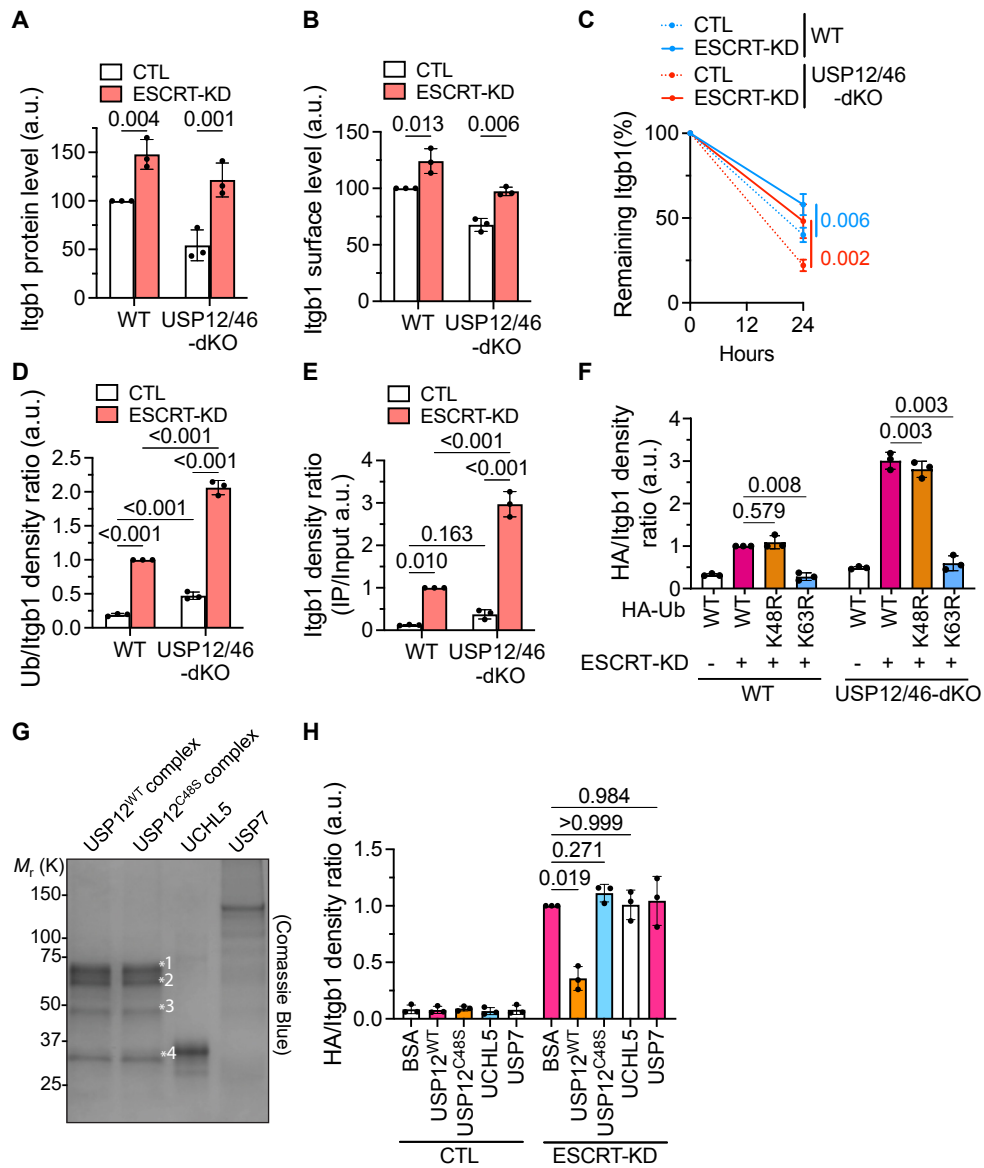 A
CTL
ESCRT-KD
0.004
0.001
150
100
50
0
Itgb1 protein level (a.u.)
WT
USP12/46
-dKO
B
CTL
ESCRT-KD
0.013
0.006
150
100
50
0
Itgb1 surface level (a.u.)
WT
USP12/46
-dKO
C
CTL
ESCRT-KD
WT
CTL
ESCRT-KD
USP12/46
-dKO
100
50
0
Remaining Itgb1(%)
0.006
0.002
0
12
24
Hours
D
CTL
ESCRT-KD
<0.001
<0.001
<0.001
<0.001
2.5
2.0
1.5
1.0
0.5
0.0
Ub/Itgb1 density ratio (a.u.)
WT
USP12/46
-dKO
E
CTL
ESCRT-KD
<0.001
<0.001
0.163
0.010
4
3
2
1
0
Itgb1 density ratio
(IP/Input a.u.)
WT
USP12/46
-dKO
F
0.003
0.003
0.008
0.579
4
3
2
1
0
HA/Itgb1 density
ratio (a.u.)
HA-Ub
WT
WT
K48R
K63R
WT
WT
K48R
K63R
ESCRT-KD
- + + + - + + +
WT
USP12/46-dKO
G
USP12WT complex
USP12C48S complex
UCHL5
USP7
Mr (K)
150
100
75
50
37
25
*1
*2
*3
*4
(Comassie Blue)
H
0.984
>0.999
0.271
0.019
1.5
1.0
0.5
0.0
HA/Itgb1 density ratio (a.u.)
BSA
USP12WT
USP12C48S
UCHL5
USP7
BSA
USP12WT
USP12C48S
UCHL5
USP7
CTL
ESCRT-KD